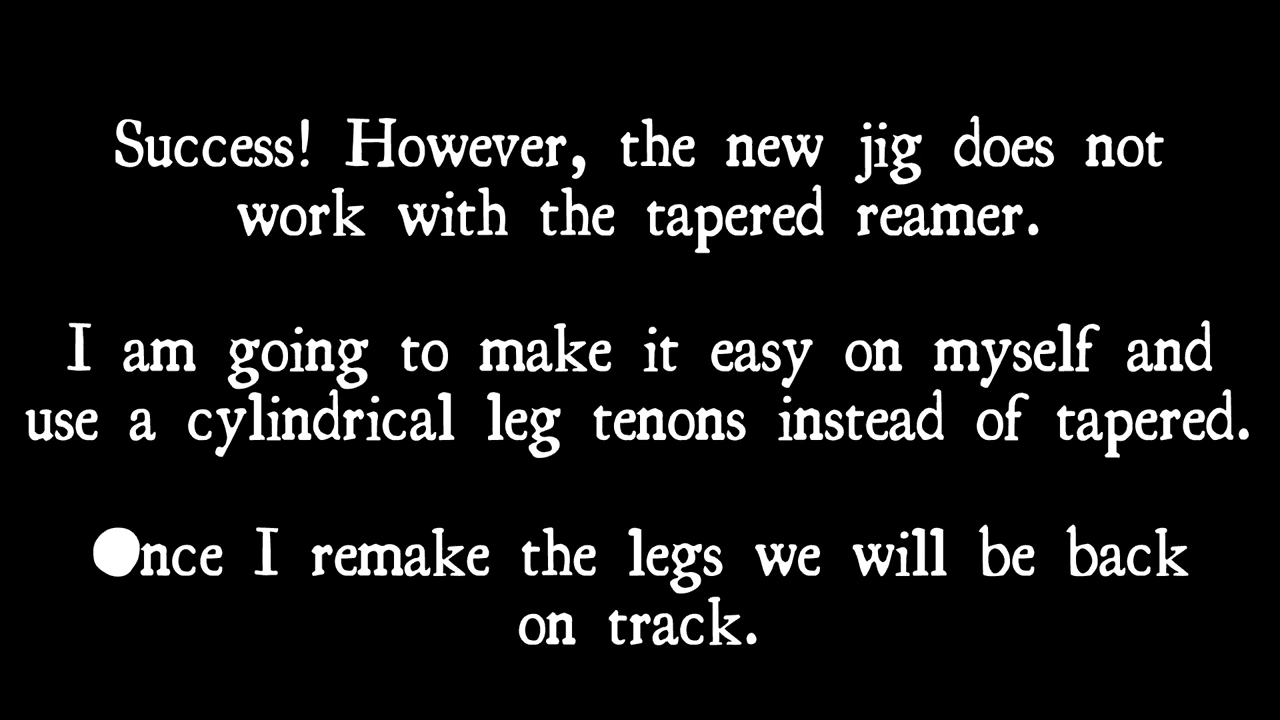 Success! However, the new jig does not
work with the tapered reamer.
I am going to make it easy on myself and
use a cylindrical leg tenons instead of tapered.
Once I remake the legs we will be back
on track.